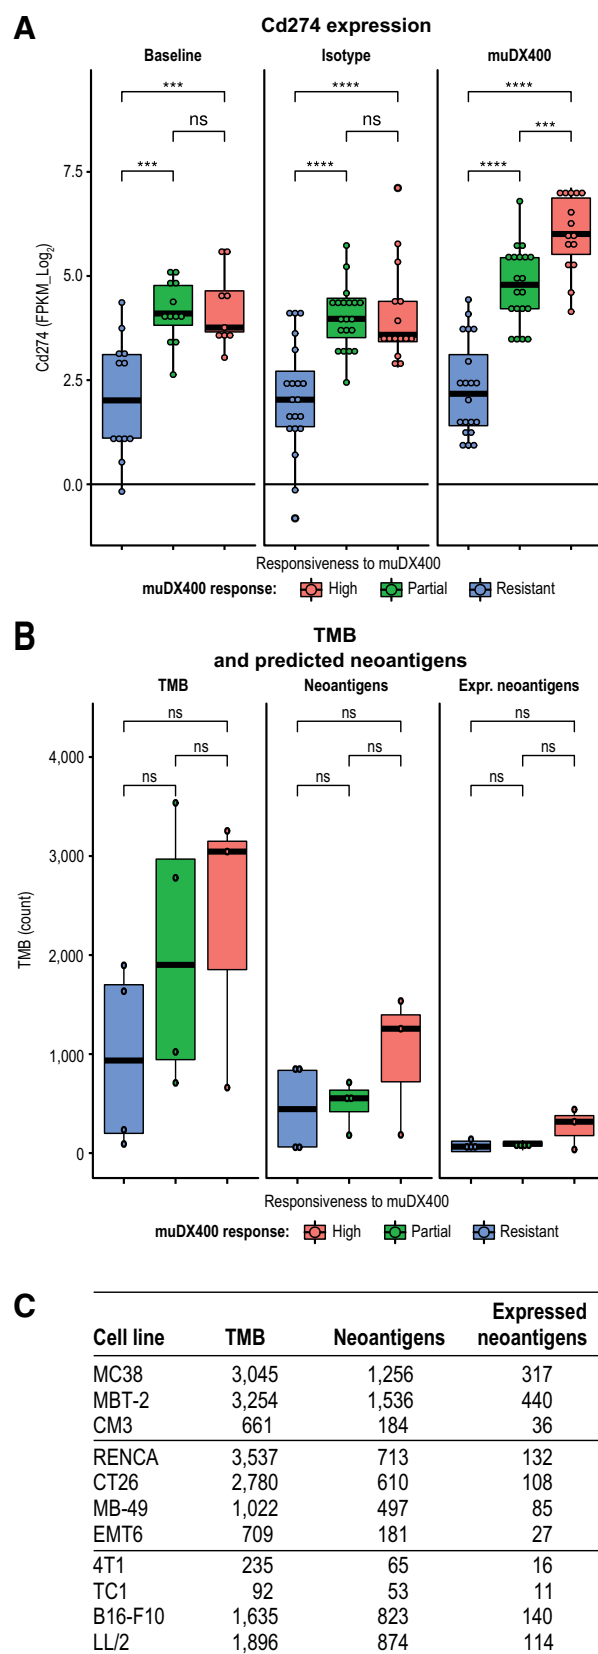 A
Cd274 expression
Baseline Isotype muDX400
*** **** ****
ns ns ***
*** **** ****
7.5
5.0
2.5
0.0
Cd274 (FPKM_Log2)
Responsiveness to muDX400
muDX400 response: High Partial Resistant
B
TMB
and predicted neoantigens
TMB Neoantigens Expr. neoantigens
ns ns ns
ns ns ns
ns ns ns
4,000
3,000
2,000
1,000
0
TMB (count)
Responsiveness to muDX400
muDX400 response: High Partial Resistant
C
Cell line TMB Neoantigens Expressed neoantigens
MC38 3,045 1,256 317
MBT-2 3,254 1,536 440
CM3 661 184 36
RENCA 3,537 713 132
CT26 2,780 610 108
MB-49 1,022 497 85
EMT6 709 181 27
4T1 235 65 16
TC1 92 53 11
B16-F10 1,635 823 140
LL/2 1,896 874 114